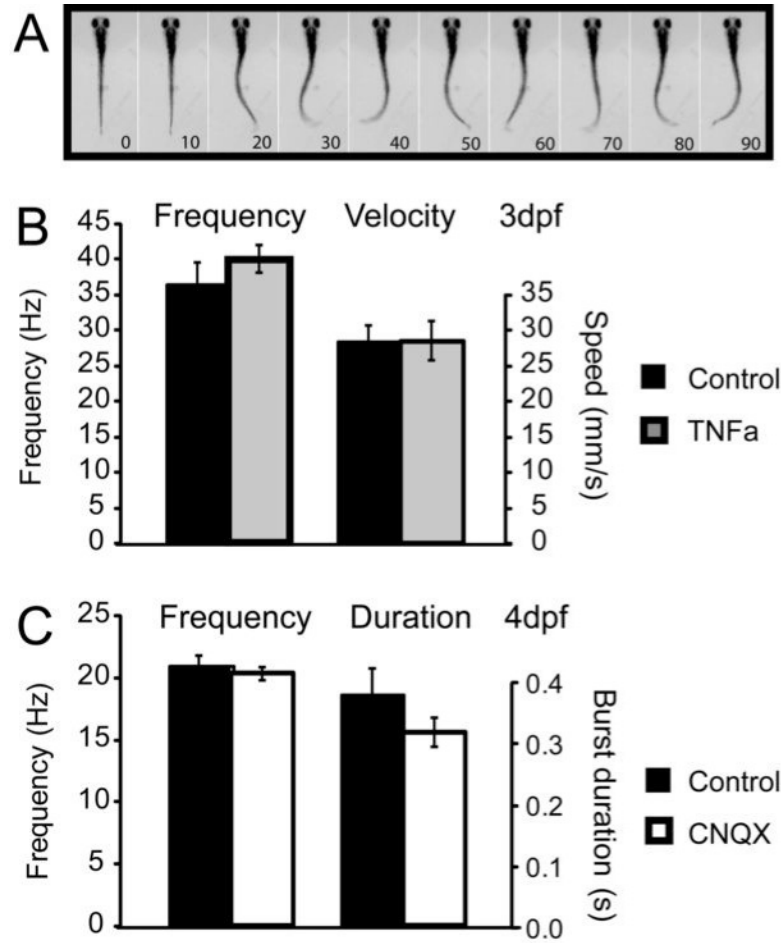 A
0 10 20 30 40 50 60 70 80 90
B
Frequency Velocity 3dpf
Frequency (Hz)
45
40
35
30
25
20
15
10
5
0
35
30
25
20
15
10
5
0
Speed (mm/s)
Control
TNFa
C
Frequency Duration 4dpf
Frequency (Hz)
25
20
15
10
5
0
0.4
0.3
0.2
0.1
0.0
Burst duration (s)
Control
CNQX